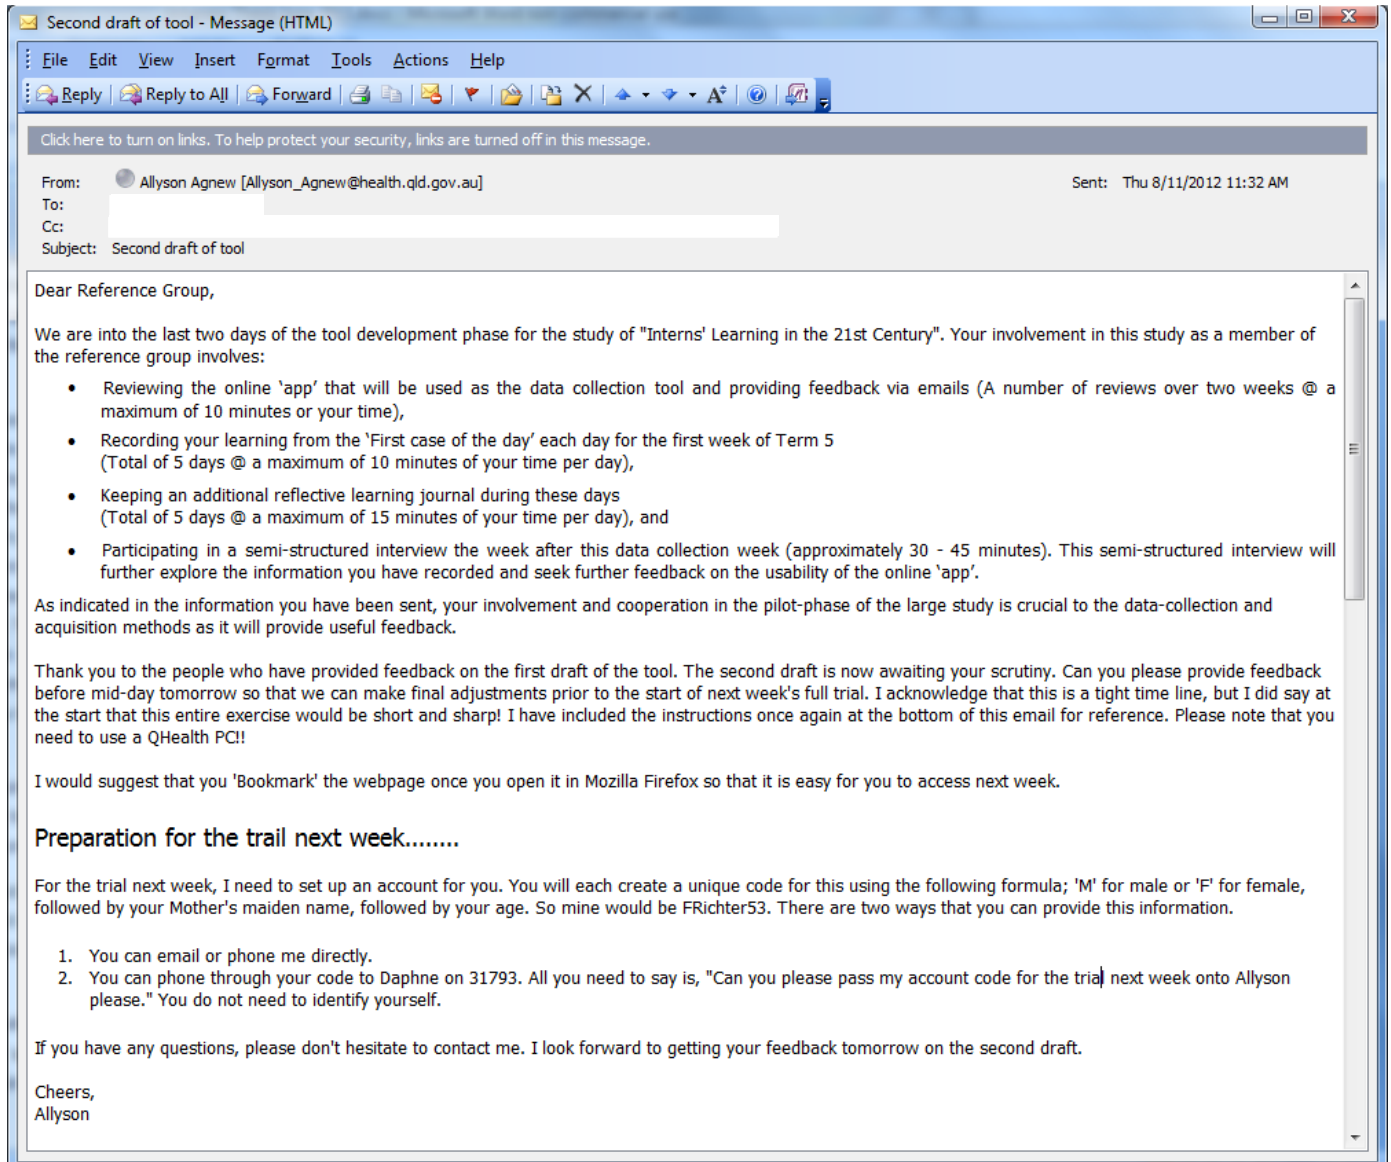 Second draft of tool - Message (HTML)
File Edit View Insert Format Tools Actions Help
Reply Reply to All Forward
Click here to turn on links. To help protect your security, links are turned off in this message.
From: Allyson Agnew [Allyson_Agnew@health.qld.gov.au] Sent: Thu 8/11/2012 11:32 AM
To:
Cc:
Subject: Second draft of tool
Dear Reference Group,
We are into the last two days of the tool development phase for the study of "Interns' Learning in the 21st Century". Your involvement in this study as a member of
the reference group involves:
• Reviewing the online 'app' that will be used as the data collection tool and providing feedback via emails (A number of reviews over two weeks @ a
maximum of 10 minutes or your time),
• Recording your learning from the 'First case of the day' each day for the first week of Term 5
(Total of 5 days @ a maximum of 10 minutes of your time per day),
• Keeping an additional reflective learning journal during these days
(Total of 5 days @ a maximum of 15 minutes of your time per day), and
• Participating in a semi-structured interview the week after this data collection week (approximately 30 - 45 minutes). This semi-structured interview will
further explore the information you have recorded and seek further feedback on the usability of the online 'app'.
As indicated in the information you have been sent, your involvement and cooperation in the pilot-phase of the large study is crucial to the data-collection and
acquisition methods as it will provide useful feedback.
Thank you to the people who have provided feedback on the first draft of the tool. The second draft is now awaiting your scrutiny. Can you please provide feedback
before mid-day tomorrow so that we can make final adjustments prior to the start of next week's full trial. I acknowledge that this is a tight time line, but I did say at
the start that this entire exercise would be short and sharp! I have included the instructions once again at the bottom of this email for reference. Please note that you
need to use a QHealth PC!!
I would suggest that you 'Bookmark' the webpage once you open it in Mozilla Firefox so that it is easy for you to access next week.
Preparation for the trail next week........
For the trial next week, I need to set up an account for you. You will each create a unique code for this using the following formula; 'M' for male or 'F' for female,
followed by your Mother's maiden name, followed by your age. So mine would be FRichter53. There are two ways that you can provide this information.
1. You can email or phone me directly.
2. You can phone through your code to Daphne on 31793. All you need to say is, "Can you please pass my account code for the trial next week onto Allyson
please." You do not need to identify yourself.
If you have any questions, please don't hesitate to contact me. I look forward to getting your feedback tomorrow on the second draft.
Cheers,
Allyson